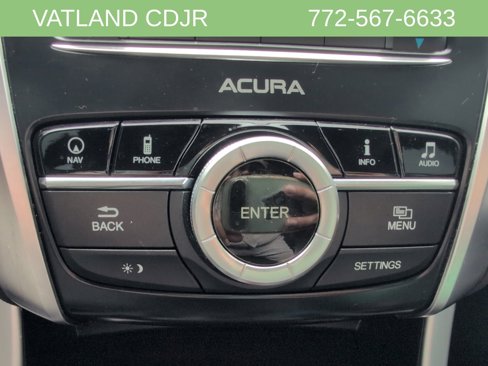 VATLAND CDJR 772-567-6633
ACURA
NAV PHONE INFO AUDIO
ENTER
BACK MENU
SETTINGS